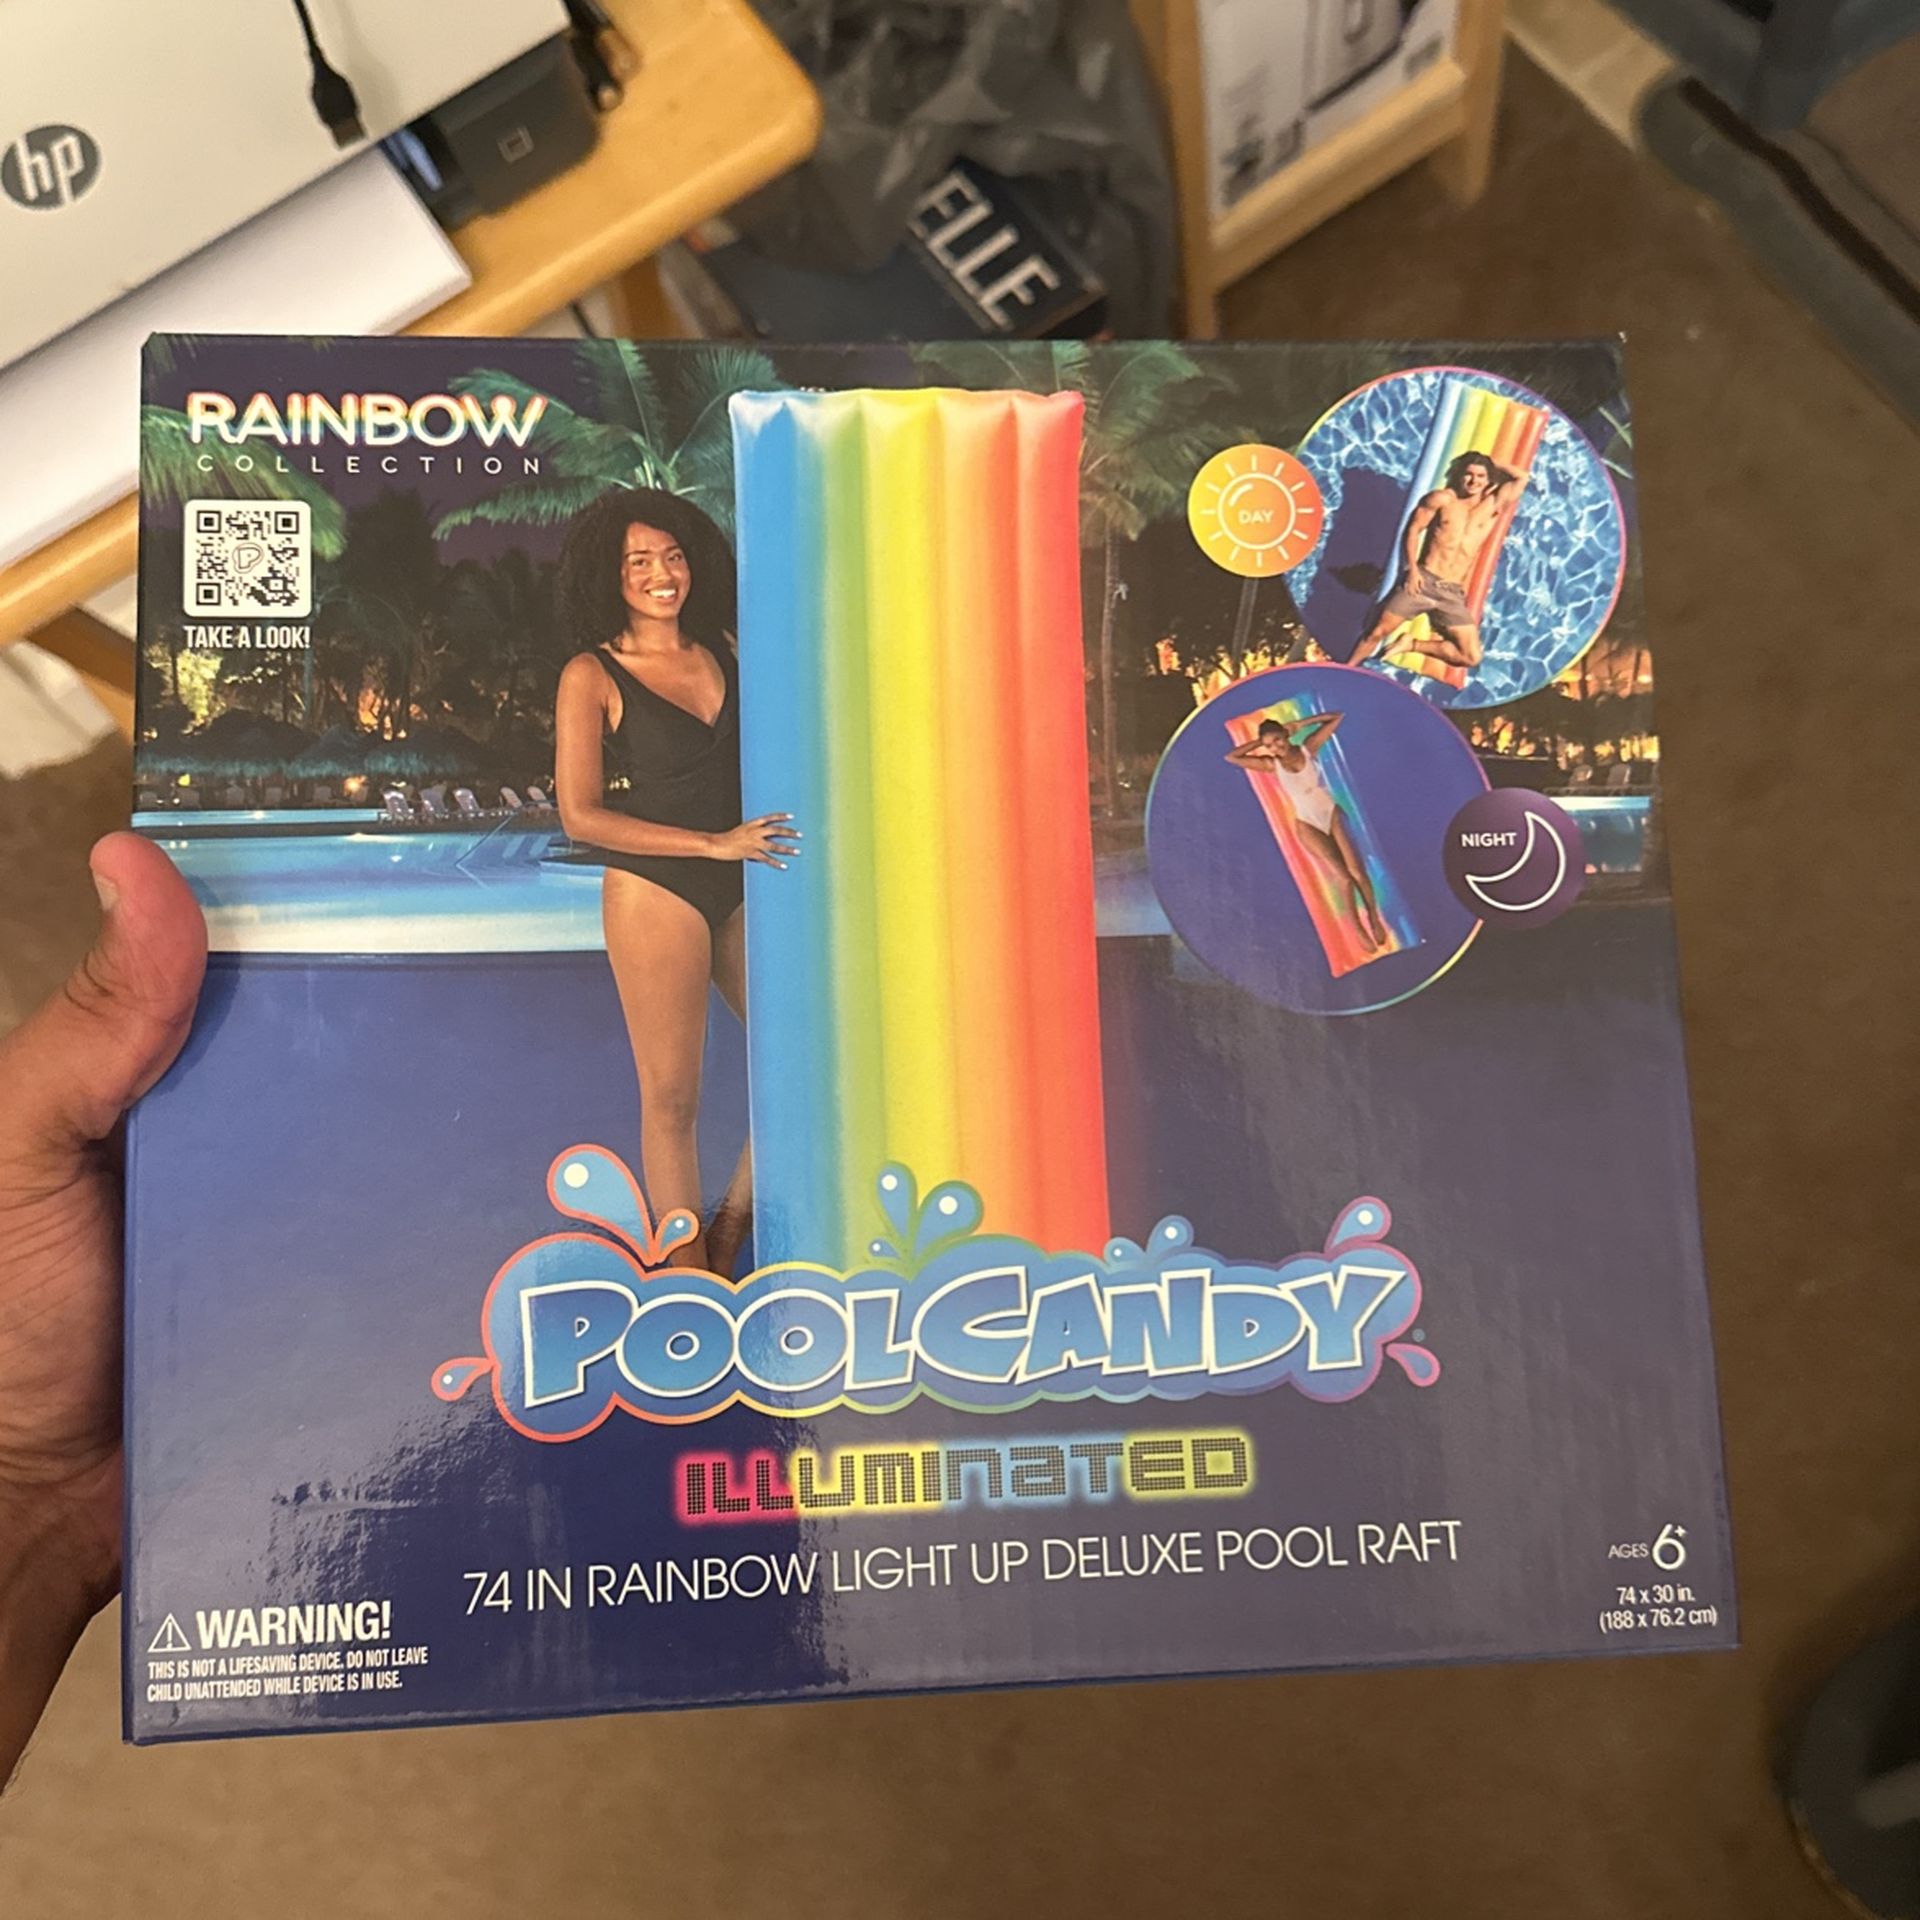 hp
ELLE
RAINBOW
COLLECTION
TAKE A LOOK!
DAY
NIGHT
POOLCANDY®
ILLUMINATED
74 IN RAINBOW LIGHT UP DELUXE POOL RAFT
AGES 6+
74 x 30 in.
(188 x 76.2 cm)
⚠ WARNING!
THIS IS NOT A LIFESAVING DEVICE. DO NOT LEAVE
CHILD UNATTENDED WHILE DEVICE IS IN USE.